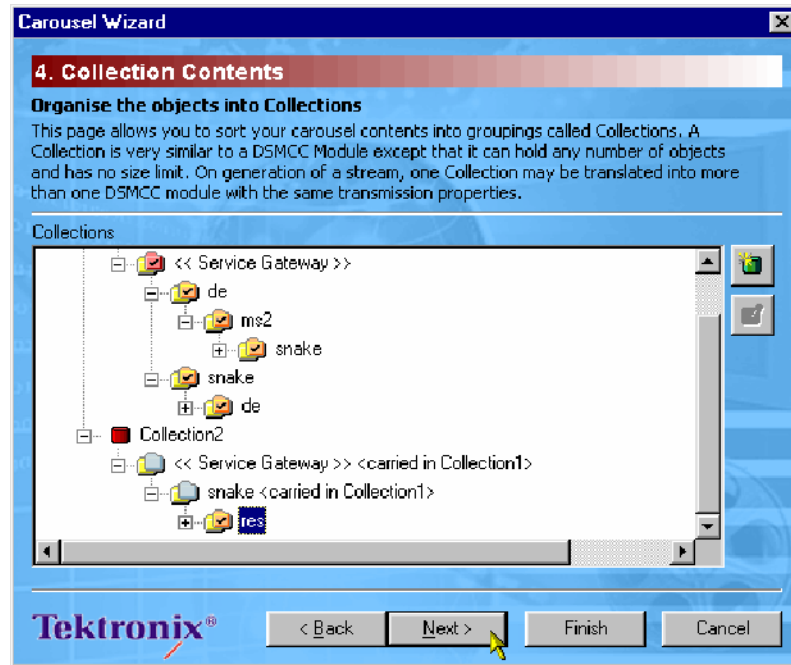 Carousel Wizard
4. Collection Contents
Organise the objects into Collections
This page allows you to sort your carousel contents into groupings called Collections. A
Collection is very similar to a DSMCC Module except that it can hold any number of objects
and has no size limit. On generation of a stream, one Collection may be translated into more
than one DSMCC module with the same transmission properties.
Collections
<< Service Gateway >>
de
ms2
snake
snake
de
Collection2
<< Service Gateway >> <carried in Collection1>
snake <carried in Collection1>
res
Tektronix®
< Back
Next >
Finish
Cancel